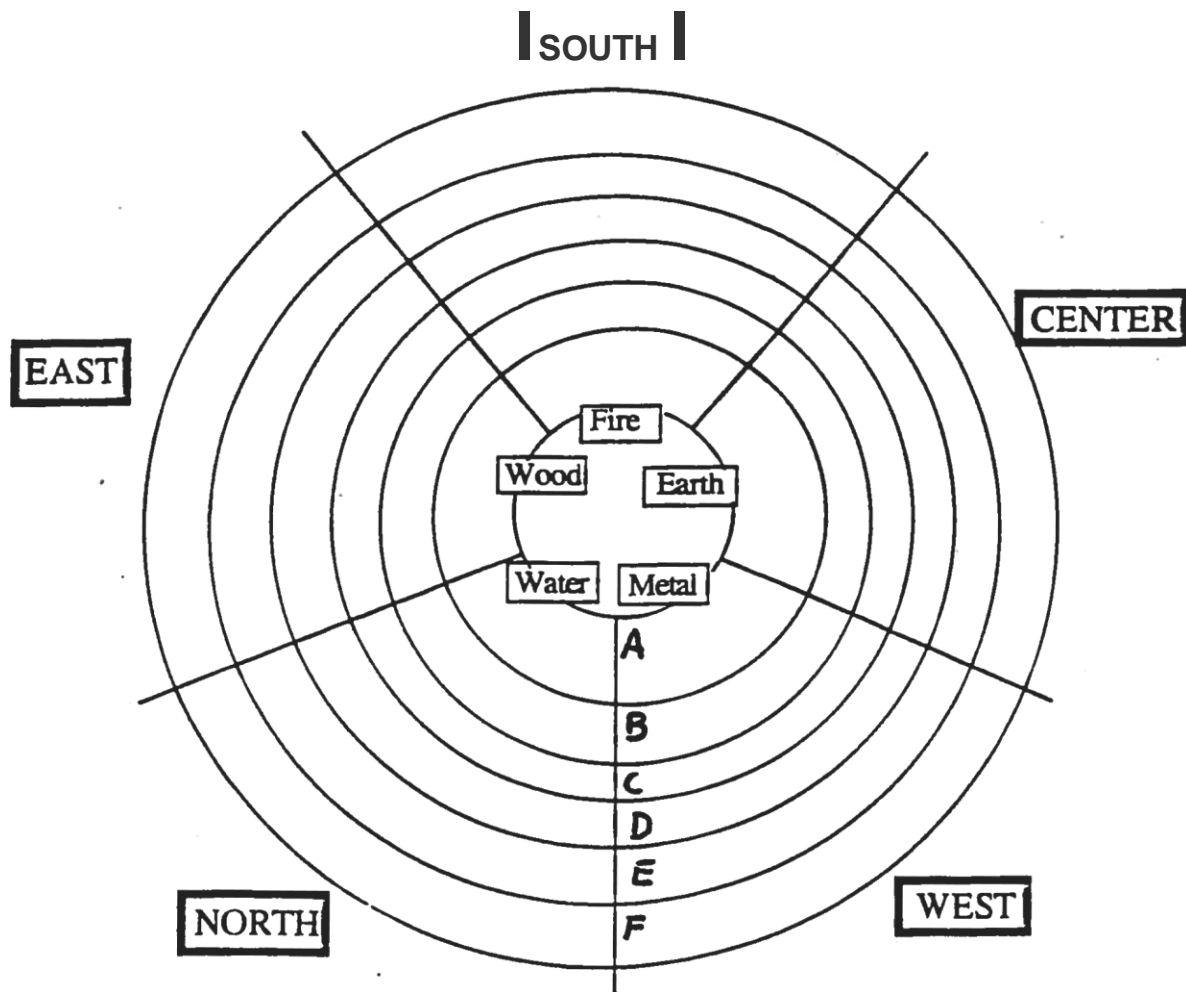 SOUTH
CENTER
EAST
Fire
Wood
Earth
Water
Metal
A
B
C
D
E
F
NORTH
WEST